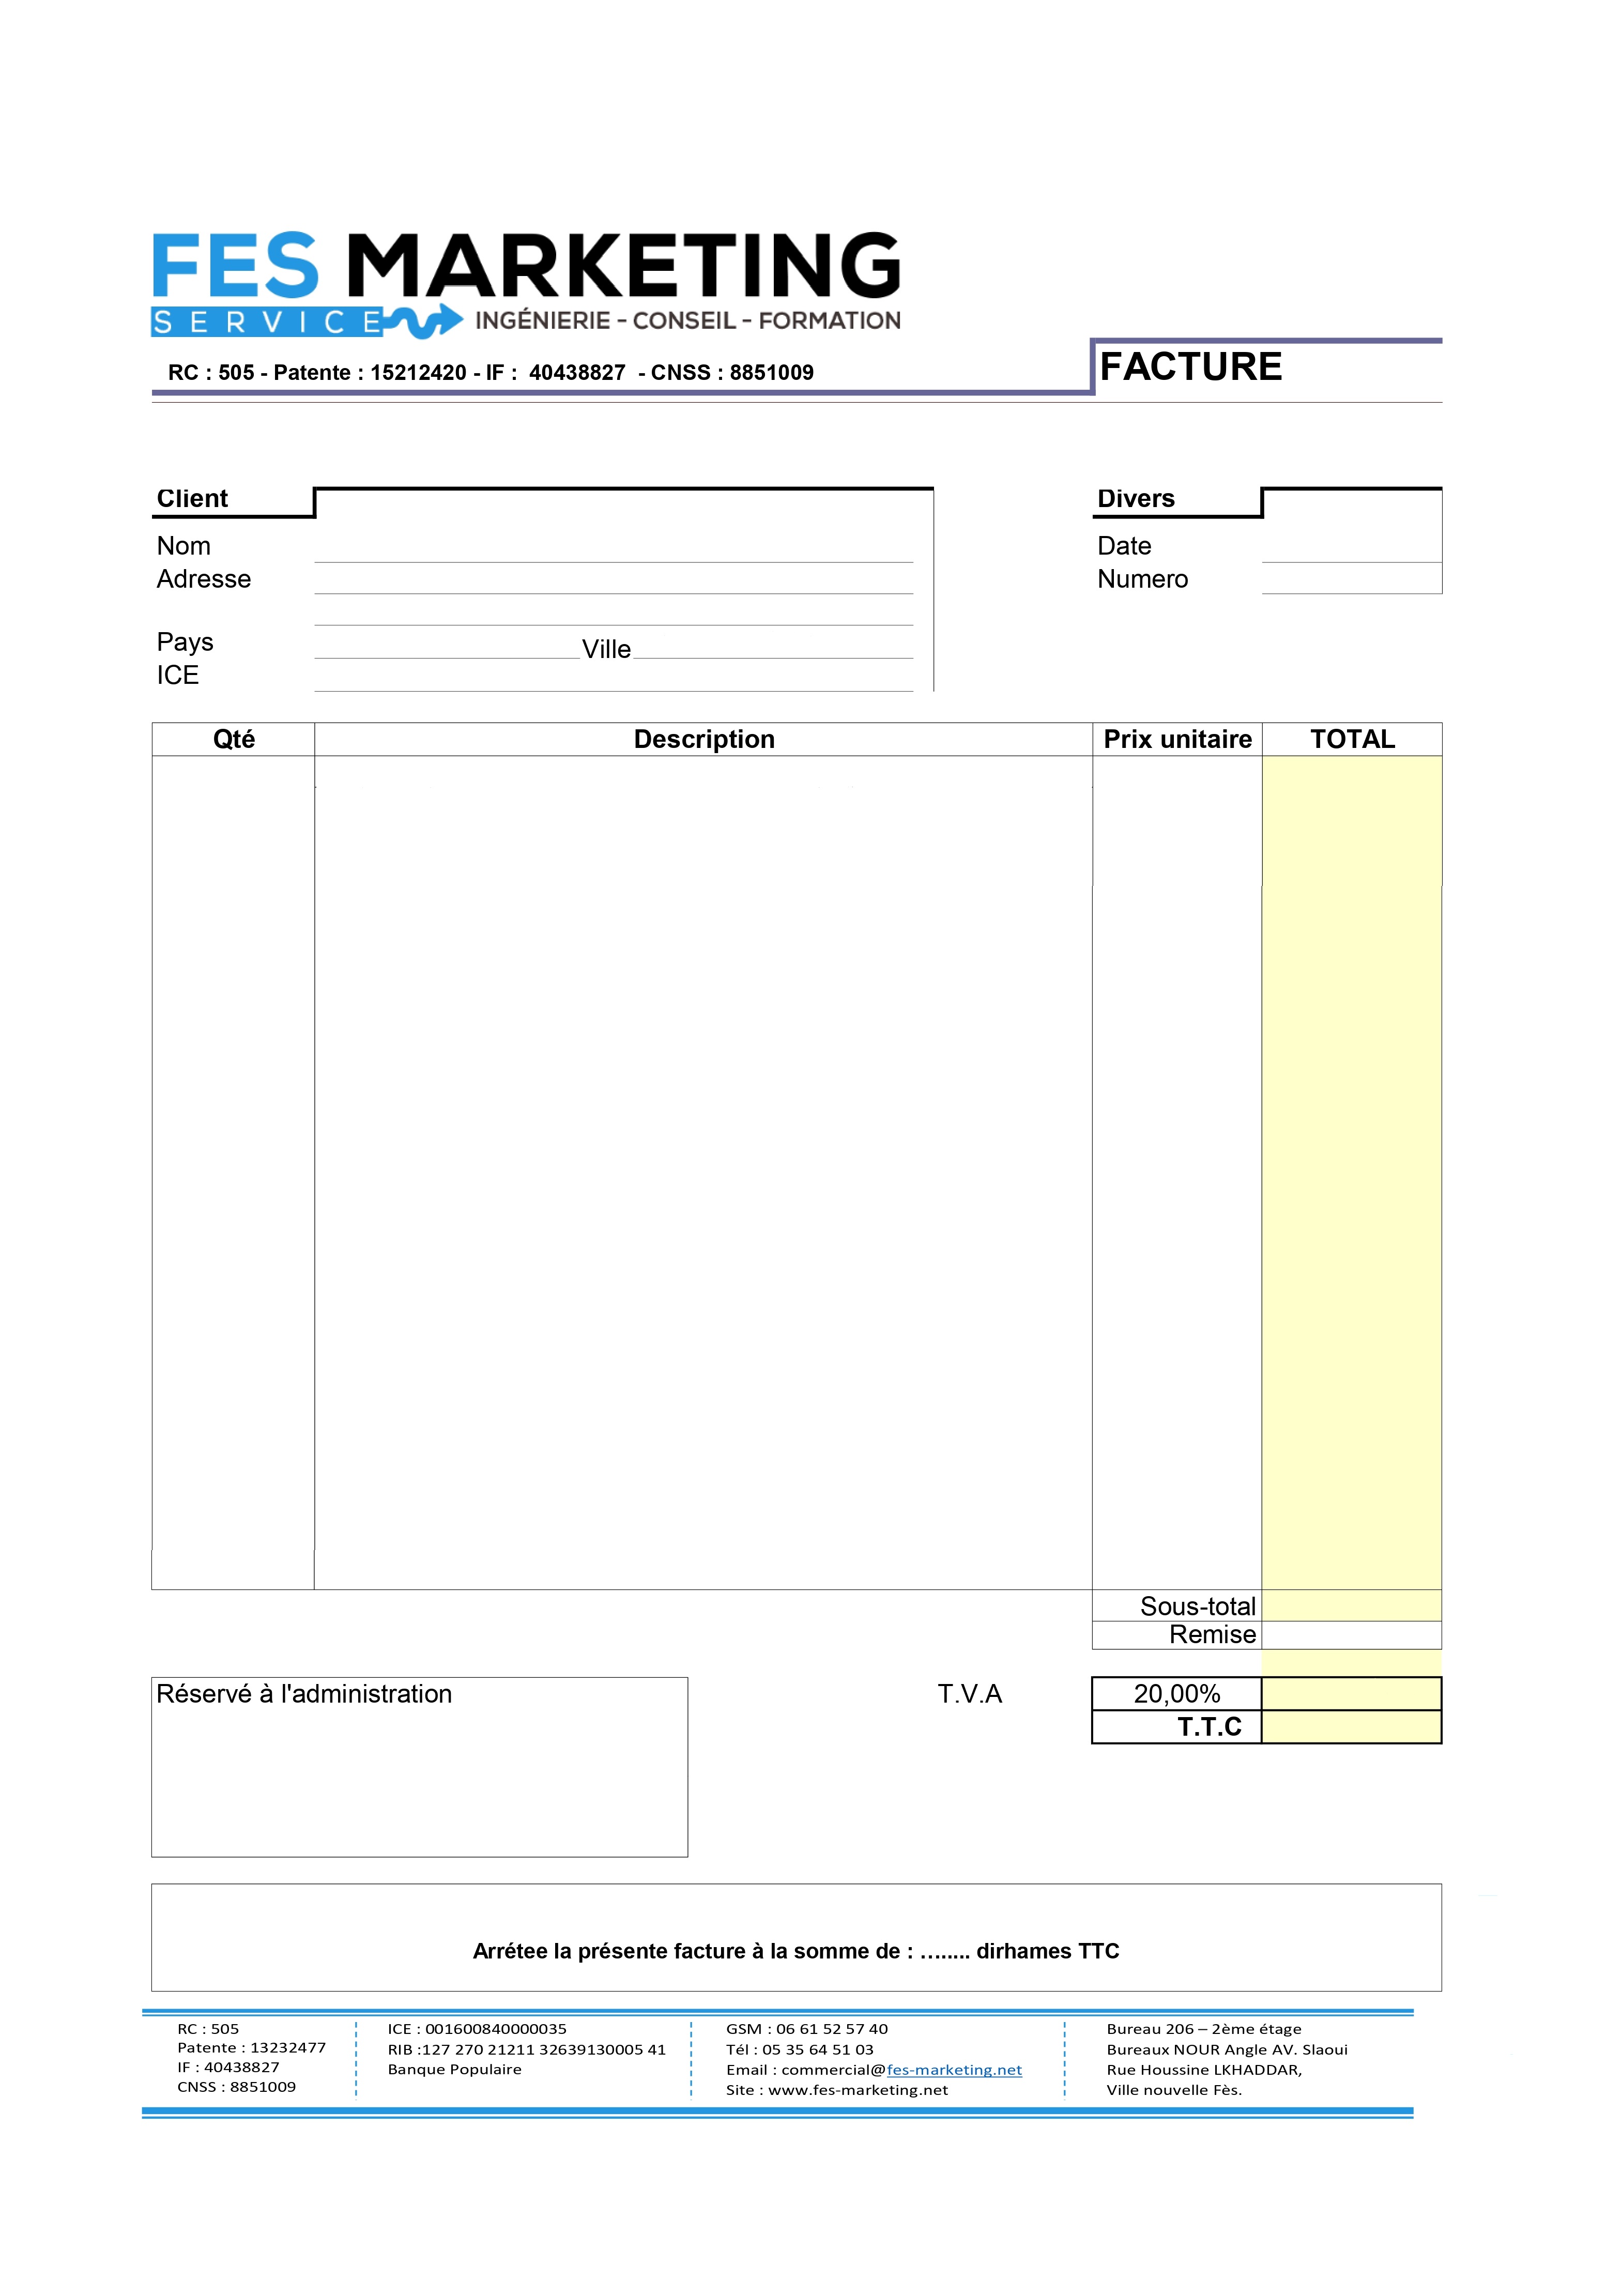 FES MARKETING
SERVICE INGÉNIERIE - CONSEIL - FORMATION
RC : 505 - Patente : 15212420 - IF : 40438827 - CNSS : 8851009
FACTURE
Client
Divers
Nom
Date
Adresse
Numero
Pays
Ville
ICE
Qté Description Prix unitaire TOTAL
Sous-total
Remise
Réservé à l'administration
T.V.A 20,00%
T.T.C
Arrétee la présente facture à la somme de : …..... dirhames TTC
RC : 505
Patente : 13232477
IF : 40438827
CNSS : 8851009
ICE : 001600840000035
RIB :127 270 21211 32639130005 41
Banque Populaire
GSM : 06 61 52 57 40
Tél : 05 35 64 51 03
Email : commercial@fes-marketing.net
Site : www.fes-marketing.net
Bureau 206 – 2ème étage
Bureaux NOUR Angle AV. Slaoui
Rue Houssine LKHADDAR,
Ville nouvelle Fès.